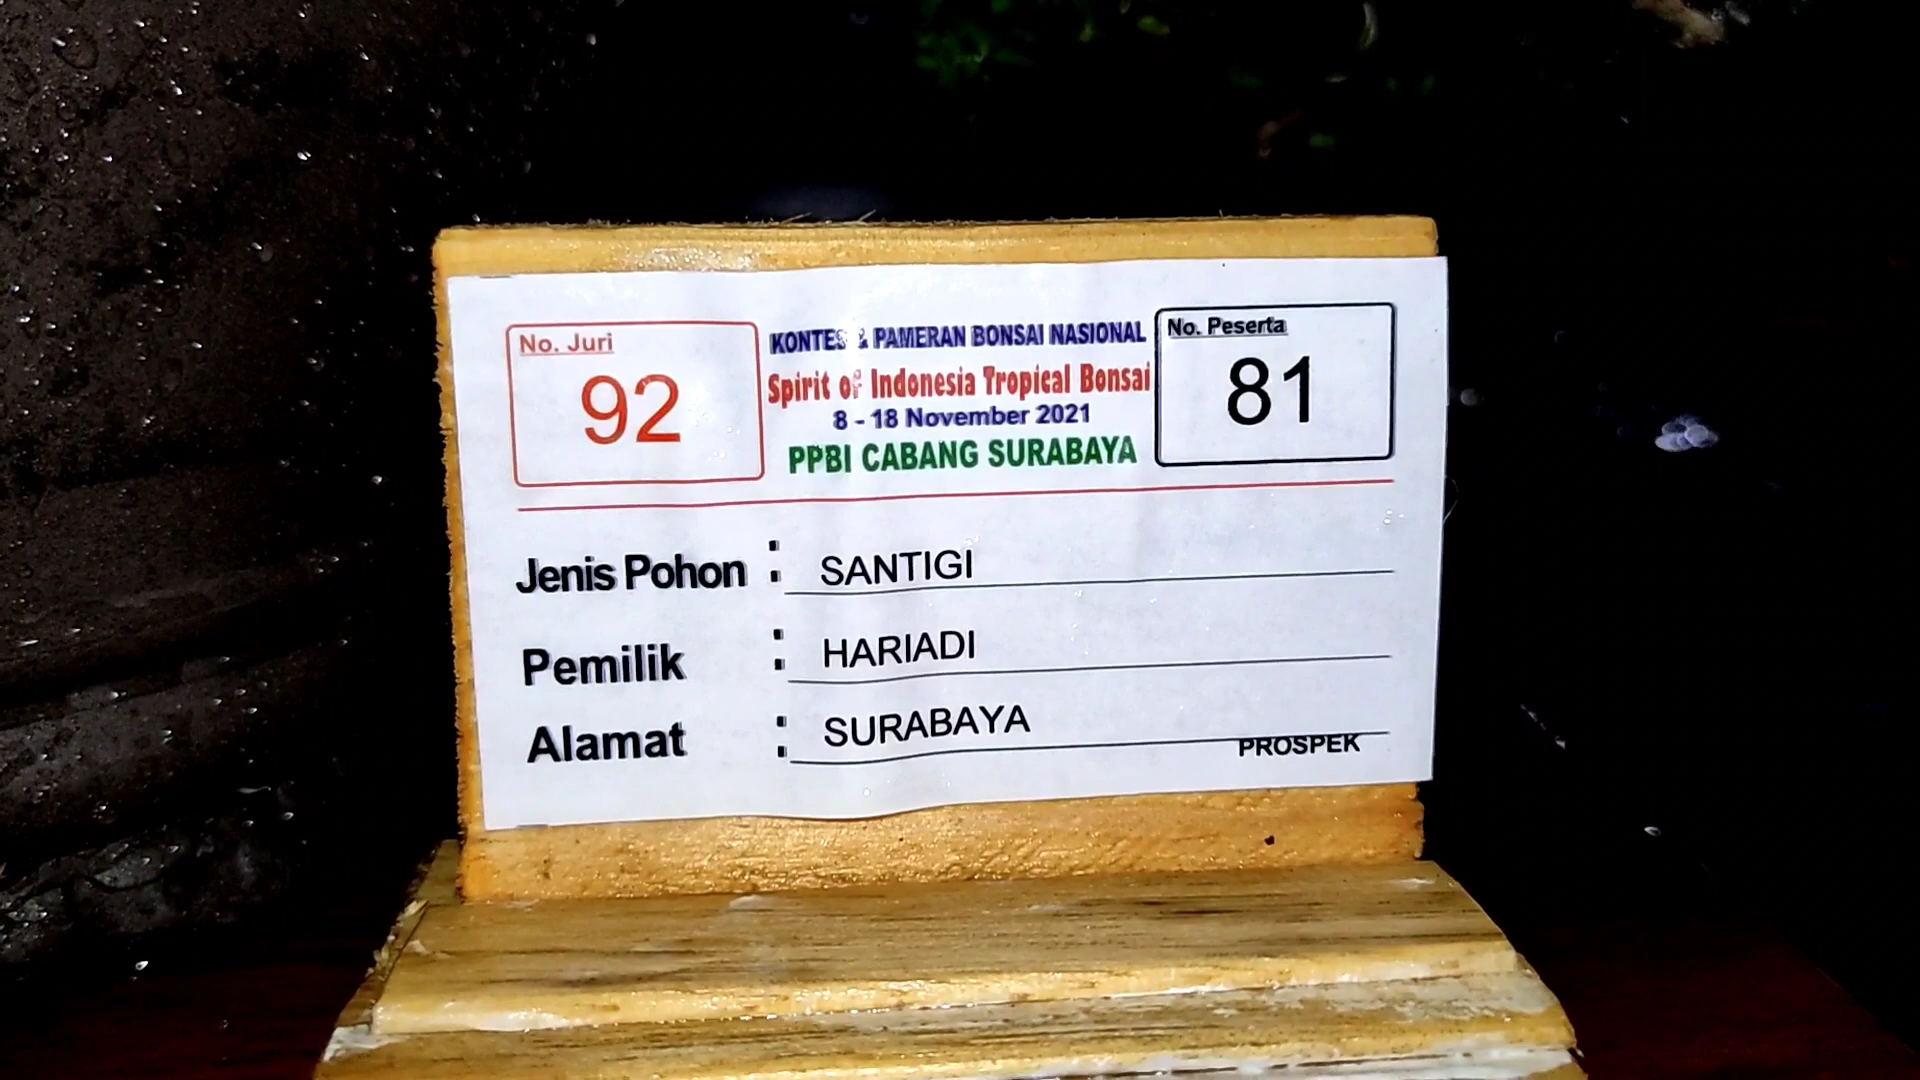 No. Juri
92
KONTES & PAMERAN BONSAI NASIONAL
Spirit of Indonesia Tropical Bonsai
8 - 18 November 2021
PPBI CABANG SURABAYA
No. Peserta
81
Jenis Pohon : SANTIGI
Pemilik : HARIADI
Alamat : SURABAYA
PROSPEK